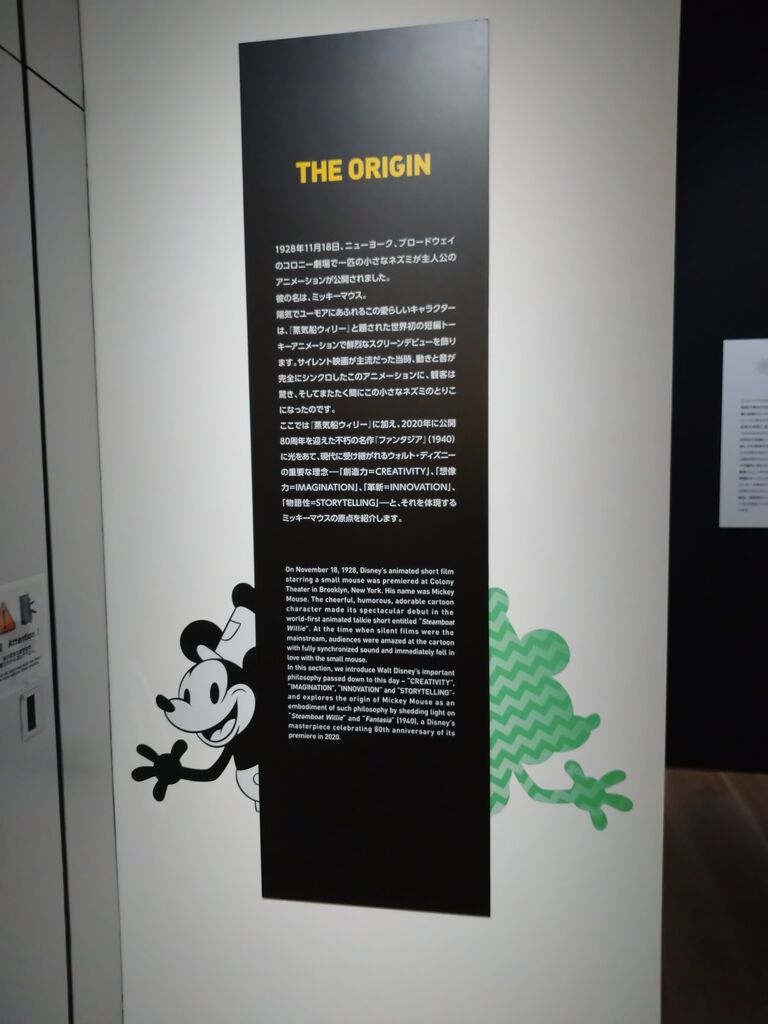 THE ORIGIN
1928年11月18日、ニューヨーク、ブロードウェイ
のコロニー劇場で一匹の小さなネズミが主人公の
アニメーションが公開されました。
彼の名は、ミッキーマウス。
陽気でユーモアにあふれるこの愛らしいキャラクター
は、『蒸気船ウィリー』と題された世界初の短編トー
キーアニメーションで鮮烈なスクリーンデビューを飾り
ます。サイレント映画が主流だった当時、動きと音が
完全にシンクロしたこのアニメーションに、観客は
驚き、そしてまたたく間にこの小さなネズミのとりこ
になったのです。
ここでは『蒸気船ウィリー』に加え、2020年に公開
80周年を迎えた不朽の名作『ファンタジア』(1940)
に光をあて、現代に受け継がれるウォルト・ディズニー
の重要な理念―「創造力=CREATIVITY」、「想像
力=IMAGINATION」、「革新=INNOVATION」、
「物語性=STORYTELLING」―と、それを体現する
ミッキーマウスの原点を紹介します。
On November 18, 1928, Disney's animated short film
starring a small mouse was premiered at Colony
Theater in Brooklyn, New York. His name was Mickey
Mouse. The cheerful, humorous, adorable cartoon
character made its spectacular debut in the
world-first animated talkie short entitled "Steamboat
Willie". At the time when silent films were the
mainstream, audiences were amazed at the cartoon
with fully synchronized sound and immediately fell in
love with the small mouse.
In this section, we introduce Walt Disney's important
philosophy passed down to this day – "CREATIVITY",
"IMAGINATION", "INNOVATION" and "STORYTELLING"-
and explores the origin of Mickey Mouse as an
embodiment of such philosophy by shedding light on
"Steamboat Willie" and "Fantasia" (1940), a Disney's
masterpiece celebrating 80th anniversary of its
premiere in 2020.
Attention!